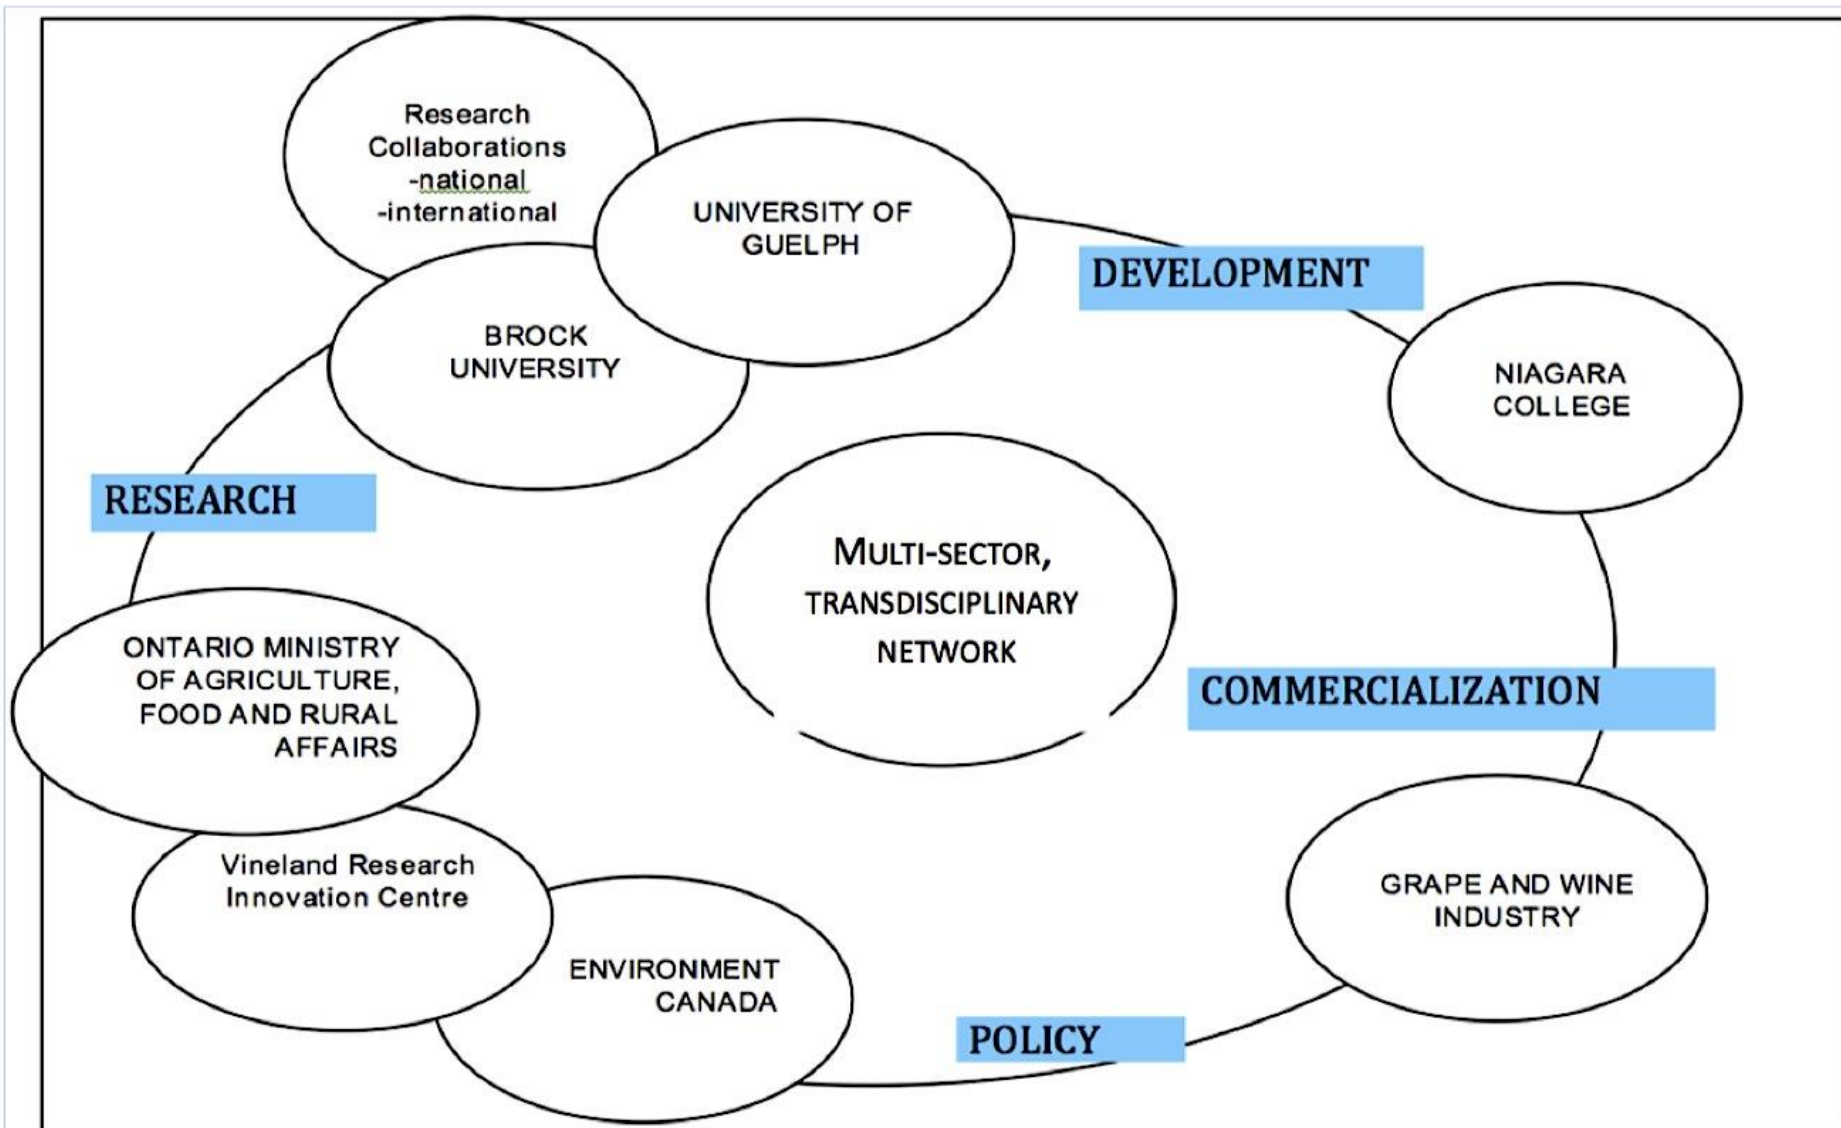 Research
Collaborations
-national
-international
UNIVERSITY OF
GUELPH
DEVELOPMENT
BROCK
UNIVERSITY
NIAGARA
COLLEGE
RESEARCH
MULTI-SECTOR,
TRANSDISCIPLINARY
NETWORK
ONTARIO MINISTRY
OF AGRICULTURE,
FOOD AND RURAL
AFFAIRS
COMMERCIALIZATION
Vineland Research
Innovation Centre
GRAPE AND WINE
INDUSTRY
ENVIRONMENT
CANADA
POLICY